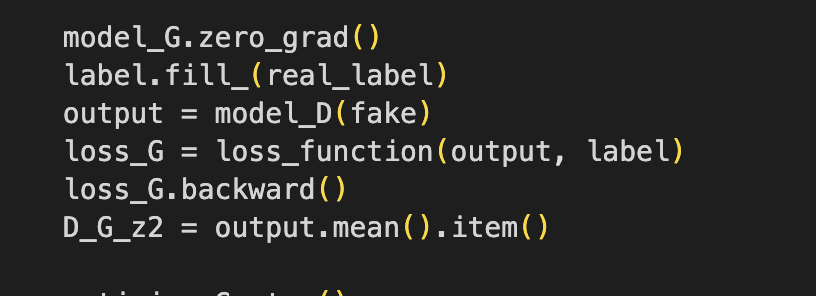 model_G.zero_grad()
label.fill_(real_label)
output = model_D(fake)
loss_G = loss_function(output, label)
loss_G.backward()
D_G_z2 = output.mean().item()